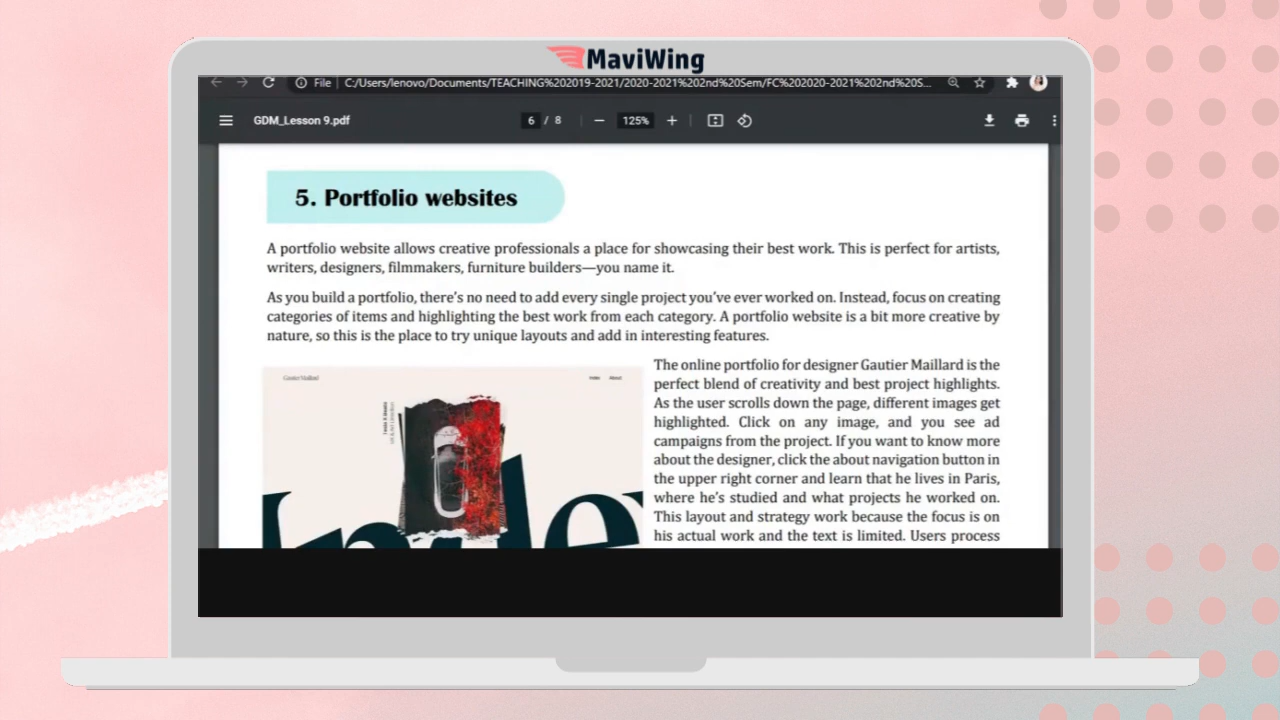 MaviWing
File
C:/Users/lenovo/Documents/TEACHING%202019-2021/2020-2021%202nd%20Sem/FC%202020-2021%202nd%20S...
GDM_Lesson 9.pdf
6 / 8
125%
5. Portfolio websites
A portfolio website allows creative professionals a place for showcasing their best work. This is perfect for artists,
writers, designers, filmmakers, furniture builders—you name it.
As you build a portfolio, there's no need to add every single project you've ever worked on. Instead, focus on creating
categories of items and highlighting the best work from each category. A portfolio website is a bit more creative by
nature, so this is the place to try unique layouts and add in interesting features.
Gautier Maillard
About
The online portfolio for designer Gautier Maillard is the
perfect blend of creativity and best project highlights.
As the user scrolls down the page, different images get
highlighted. Click on any image, and you see ad
campaigns from the project. If you want to know more
about the designer, click the about navigation button in
the upper right corner and learn that he lives in Paris,
where he's studied and what projects he worked on.
This layout and strategy work because the focus is on
his actual work and the text is limited. Users process